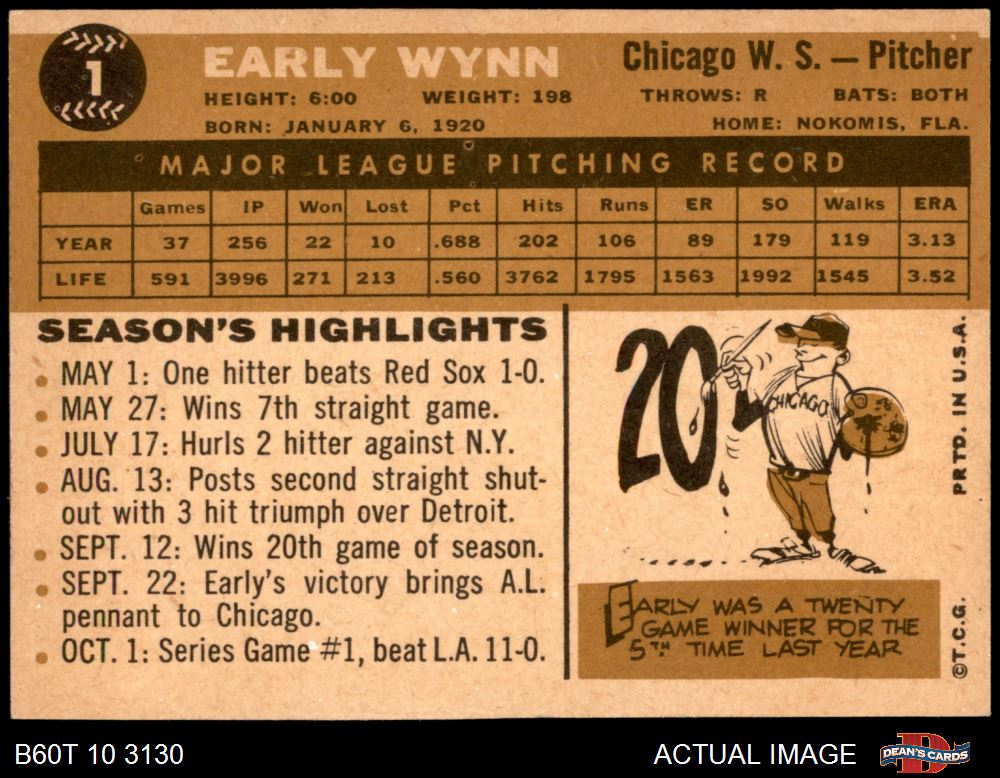 1
EARLY WYNN
Chicago W. S. — Pitcher
HEIGHT: 6:00 WEIGHT: 198 THROWS: R BATS: BOTH
BORN: JANUARY 6, 1920 HOME: NOKOMIS, FLA.
MAJOR LEAGUE PITCHING RECORD
Games IP Won Lost Pct Hits Runs ER SO Walks ERA
YEAR 37 256 22 10 .688 202 106 89 179 119 3.13
LIFE 591 3996 271 213 .560 3762 1795 1563 1992 1545 3.52
SEASON'S HIGHLIGHTS
• MAY 1: One hitter beats Red Sox 1-0.
• MAY 27: Wins 7th straight game.
• JULY 17: Hurls 2 hitter against N.Y.
• AUG. 13: Posts second straight shut-
out with 3 hit triumph over Detroit.
• SEPT. 12: Wins 20th game of season.
• SEPT. 22: Early's victory brings A.L.
pennant to Chicago.
• OCT. 1: Series Game #1, beat L.A. 11-0.
20
CHICAGO
EARLY WAS A TWENTY
GAME WINNER FOR THE
5TH TIME LAST YEAR
PRTD. IN U.S.A.
©T.C.G.
B60T 10 3130
ACTUAL IMAGE
D
DEAN'S CARDS